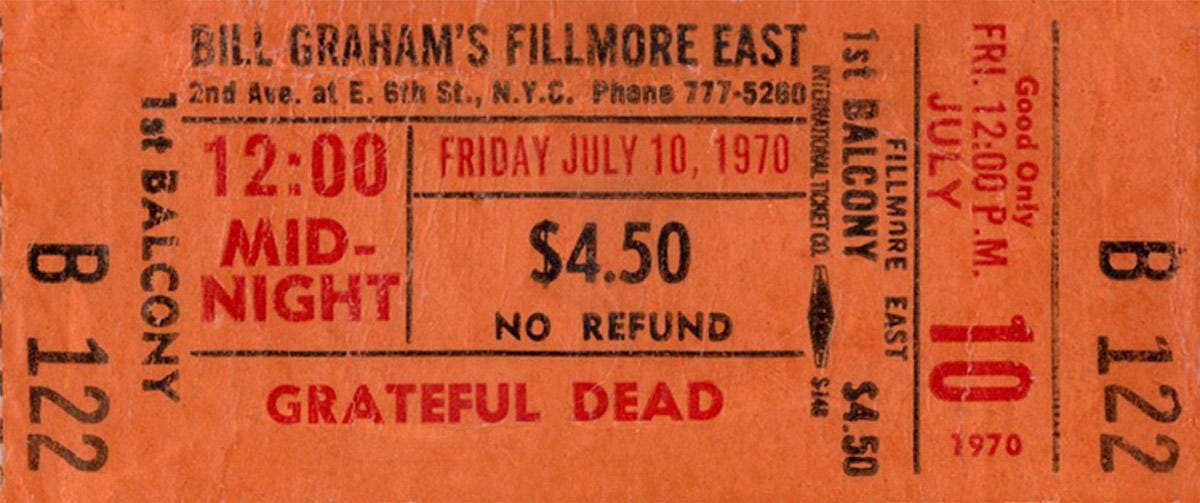 B 122
1st BALCONY
BILL GRAHAM'S FILLMORE EAST
2nd Ave. at E. 6th St., N.Y.C. Phone 777-5260
12:00
MID-
NIGHT
FRIDAY JULY 10, 1970
$4.50
NO REFUND
GRATEFUL DEAD
INTERNATIONAL TICKET CO. S148
1st BALCONY $4.50
FILLMORE EAST
Good Only
FRI. 12:00 P.M.
JULY
10
1970
B 122